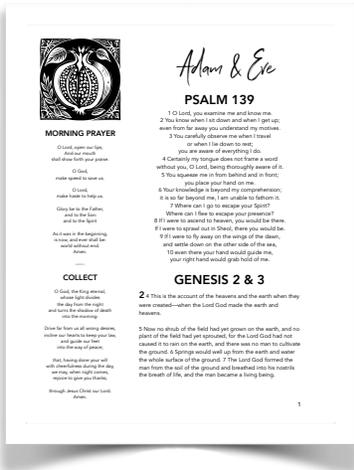 Adam & Eve
MORNING PRAYER
O Lord, open our lips,
And our mouth
shall show forth your praise.
O God,
make speed to save us.
O Lord,
make haste to help us.
Glory be to the Father,
and to the Son
and to the Spirit
As it was in the beginning,
is now, and ever shall be:
world without end.
Amen.
COLLECT
O God, the King eternal,
whose light divides
the day from the night
and turns the shadow of death
into the morning:
Drive far from us all wrong desires,
incline our hearts to keep your law,
and guide our feet
into the way of peace;
that, having done your will
with cheerfulness during the day,
we may, when night comes,
rejoice to give you thanks,
through Jesus Christ our Lord.
Amen.
PSALM 139
1 O Lord, you examine me and know me.
2 You know when I sit down and when I get up;
even from far away you understand my motives.
3 You carefully observe me when I travel
or when I lie down to rest;
you are aware of everything I do.
4 Certainly my tongue does not frame a word
without you, O Lord, being thoroughly aware of it.
5 You squeeze me in from behind and in front;
you place your hand on me.
6 Your knowledge is beyond my comprehension;
it is so far beyond me, I am unable to fathom it.
7 Where can I go to escape your Spirit?
Where can I flee to escape your presence?
8 If I were to ascend to heaven, you would be there.
If I were to sprawl out in Sheol, there you would be.
9 If I were to fly away on the wings of the dawn,
and settle down on the other side of the sea,
10 even there your hand would guide me,
your right hand would grab hold of me.
GENESIS 2 & 3
2 4 This is the account of the heavens and the earth when they
were created—when the Lord God made the earth and
heavens.
5 Now no shrub of the field had yet grown on the earth, and no
plant of the field had yet sprouted, for the Lord God had not
caused it to rain on the earth, and there was no man to cultivate
the ground. 6 Springs would well up from the earth and water
the whole surface of the ground. 7 The Lord God formed the
man from the soil of the ground and breathed into his nostrils
the breath of life, and the man became a living being.
1